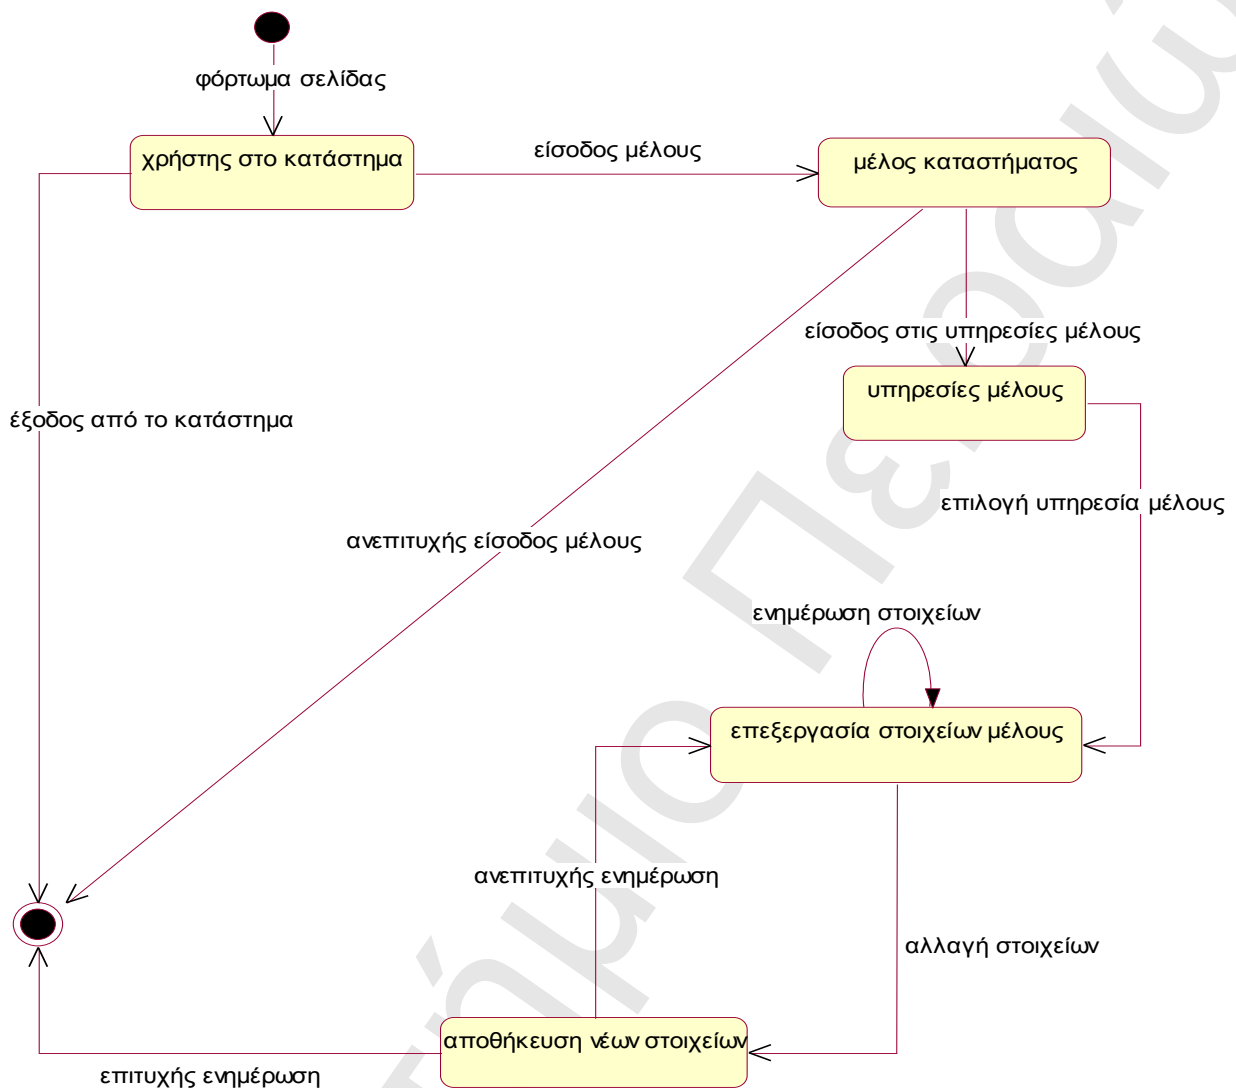 φόρτωμα σελίδας
χρήστης στο κατάστημα
είσοδος μέλους
μέλος καταστήματος
είσοδος στις υπηρεσίες μέλους
υπηρεσίες μέλους
έξοδος από το κατάστημα
επιλογή υπηρεσία μέλους
ανεπιτυχής είσοδος μέλους
ενημέρωση στοιχείων
επεξεργασία στοιχείων μέλους
ανεπιτυχής ενημέρωση
αλλαγή στοιχείων
αποθήκευση νέων στοιχείων
επιτυχής ενημέρωση